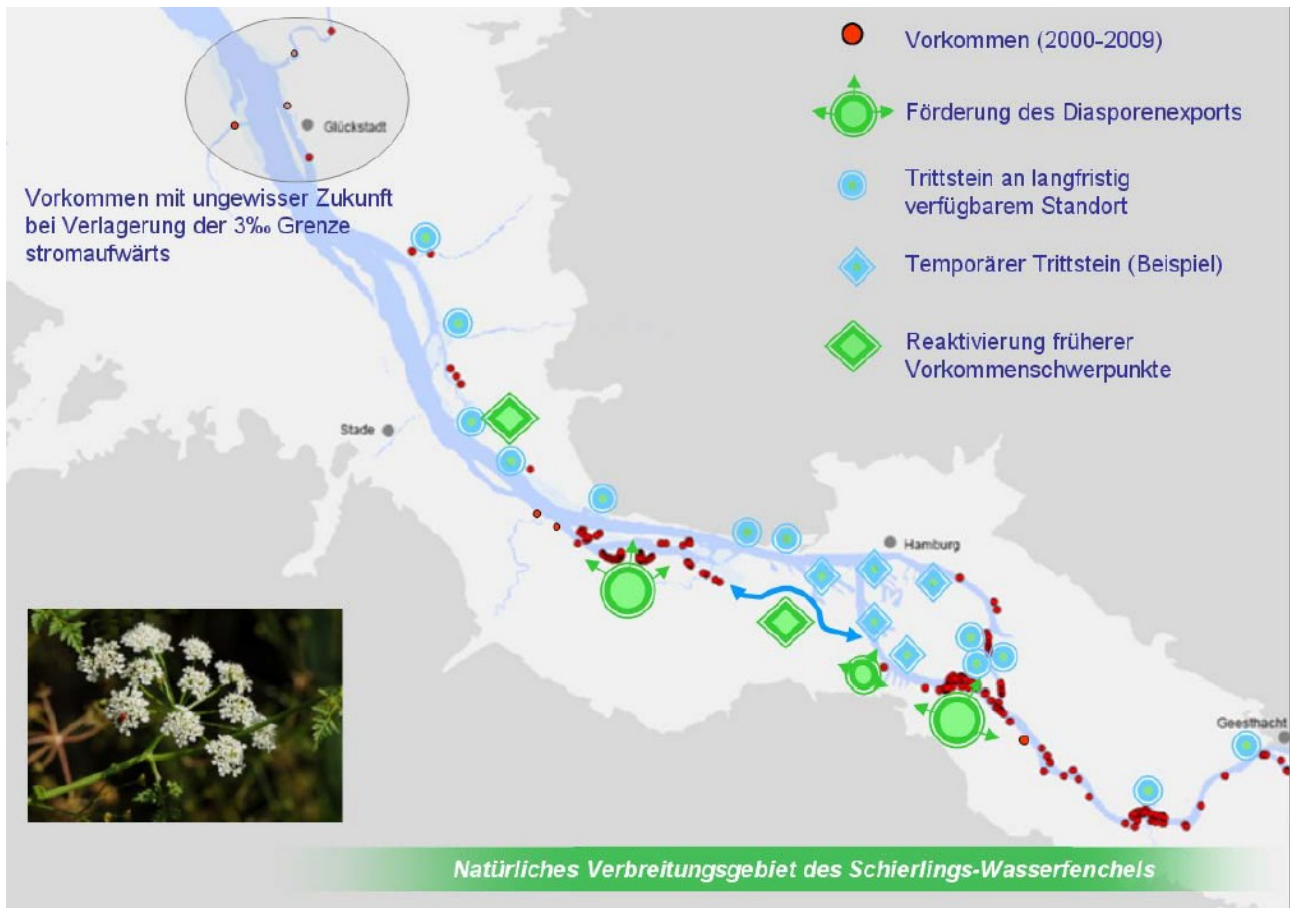 Vorkommen (2000-2009)
Förderung des Diasporenexports
Trittstein an langfristig
verfügbarem Standort
Temporärer Trittstein (Beispiel)
Reaktivierung früherer
Vorkommenschwerpunkte
Glückstadt
Vorkommen mit ungewisser Zukunft
bei Verlagerung der 3‰ Grenze
stromaufwärts
Stade
Hamburg
Geesthacht
Natürliches Verbreitungsgebiet des Schierlings-Wasserfenchels